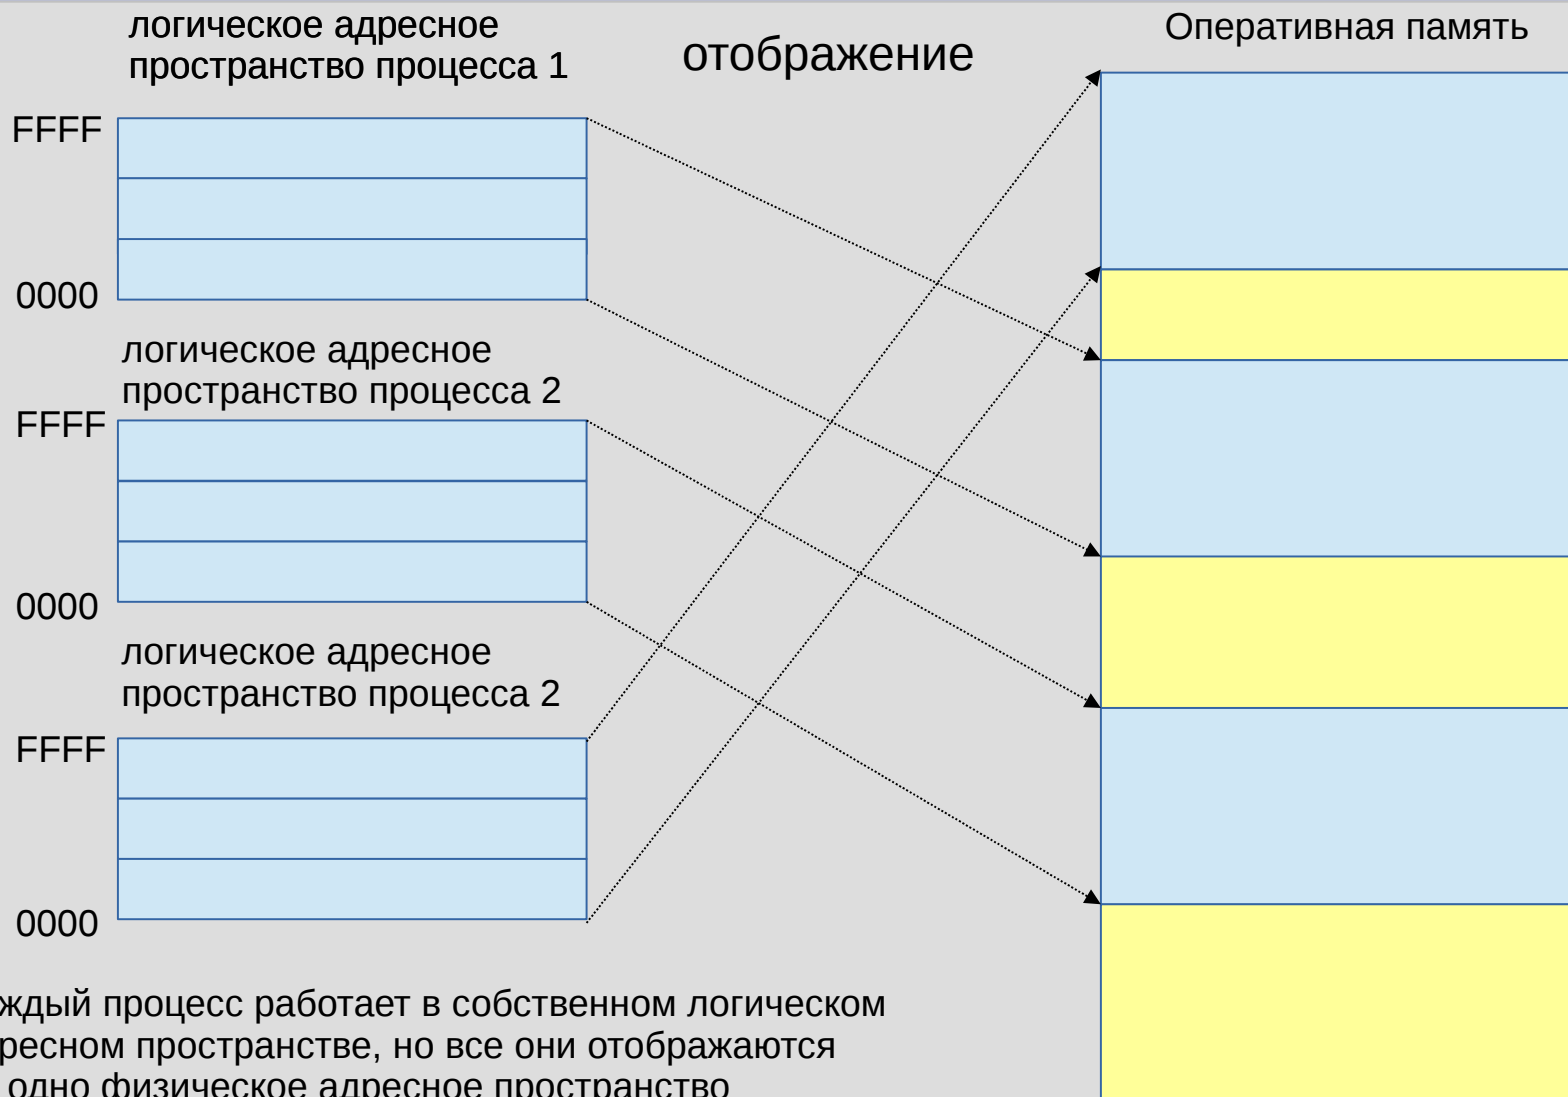 логическое адресное
пространство процесса 1
отображение
Оперативная память
FFFF
0000
логическое адресное
пространство процесса 2
FFFF
0000
логическое адресное
пространство процесса 2
FFFF
0000
ждый процесс работает в собственном логическом
ресном пространстве, но все они отображаются
одно физическое адресное пространство